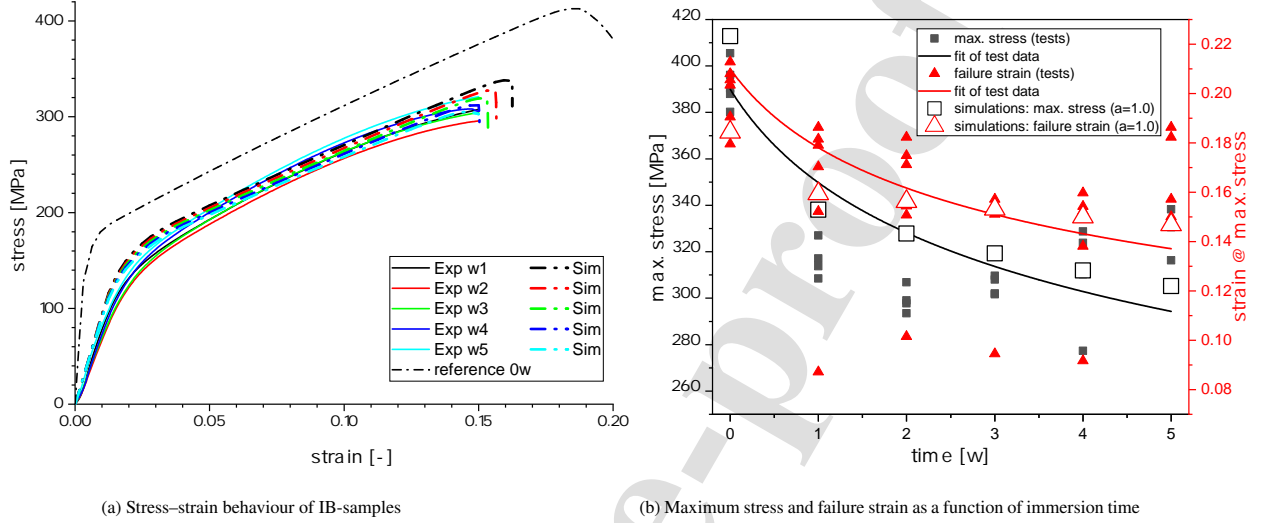 400
300
200
100
0
0.00
0.05
0.10
0.15
0.20
stress [MPa]
strain [-]
Exp w1
Sim
Exp w2
Sim
Exp w3
Sim
Exp w4
Sim
Exp w5
Sim
reference 0w
(a) Stress–strain behaviour of IB-samples
420
400
380
360
340
320
300
280
260
max. stress [MPa]
0
1
2
3
4
5
time [w]
0.22
0.20
0.18
0.16
0.14
0.12
0.10
0.08
strain @ max. stress
max. stress (tests)
fit of test data
failure strain (tests)
fit of test data
simulations: max. stress (a=1.0)
simulations: failure strain (a=1.0)
(b) Maximum stress and failure strain as a function of immersion time
e-proof